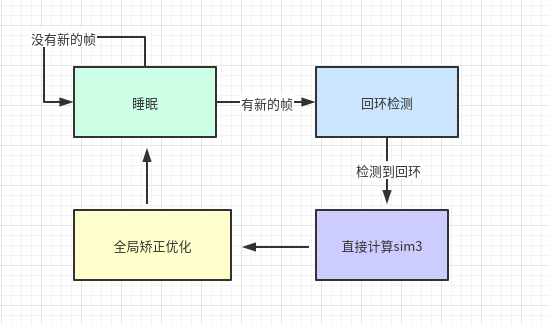 没有新的帧
睡眠
有新的帧
回环检测
检测到回环
全局矫正优化
直接计算sim3